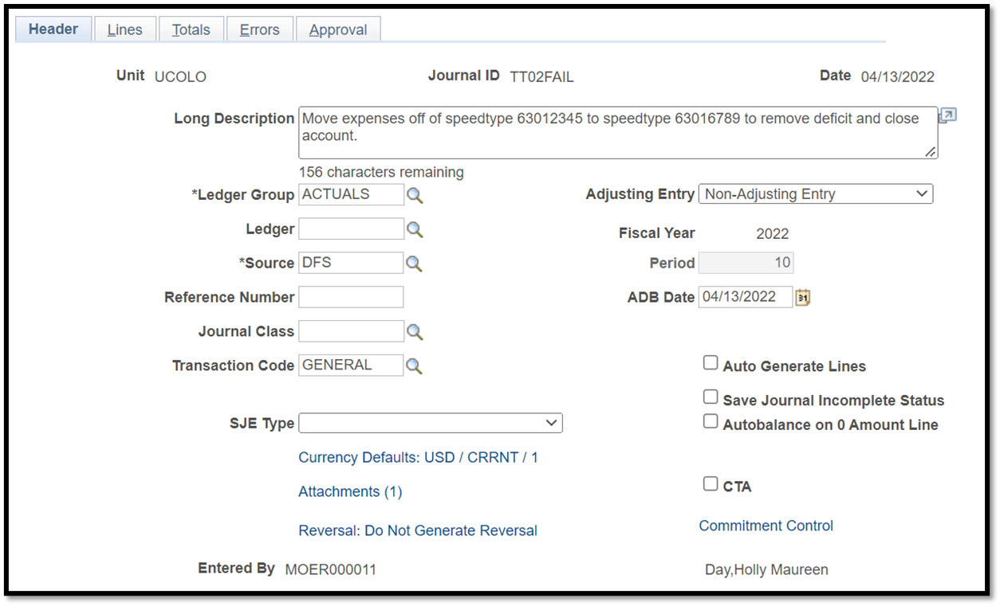 Header Lines Totals Errors Approval
Unit UCOLO Journal ID TT02FAIL Date 04/13/2022
Long Description Move expenses off of speedtype 63012345 to speedtype 63016789 to remove deficit and close
account.
156 characters remaining
*Ledger Group ACTUALS Adjusting Entry Non-Adjusting Entry
Ledger Fiscal Year 2022
*Source DFS Period 10
Reference Number ADB Date 04/13/2022 31
Journal Class
Transaction Code GENERAL Auto Generate Lines
Save Journal Incomplete Status
SJE Type Autobalance on 0 Amount Line
Currency Defaults: USD / CRRNT / 1
Attachments (1) CTA
Reversal: Do Not Generate Reversal Commitment Control
Entered By MOER000011 Day,Holly Maureen